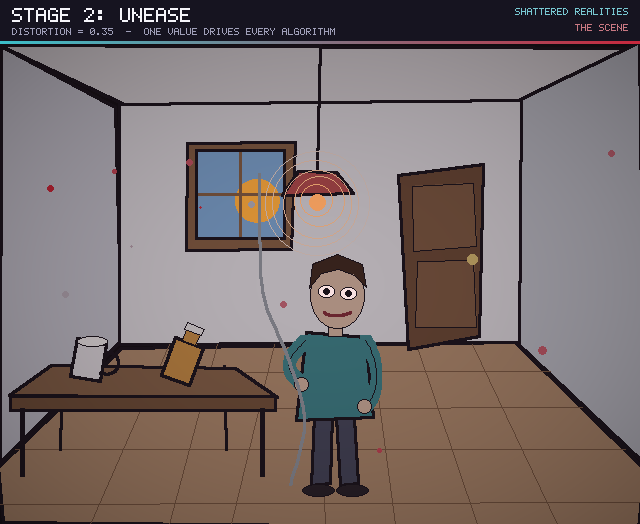 STAGE 2: UNEASE
SHATTERED REALITIES
DISTORTION = 0.35 – ONE VALUE DRIVES EVERY ALGORITHM
THE SCENE